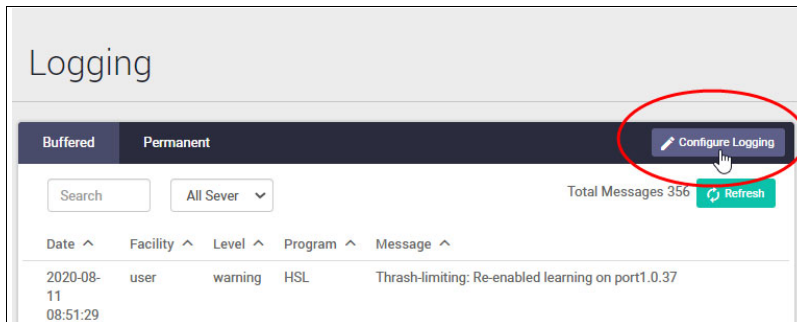 Logging
Buffered Permanent Configure Logging
Search All Sever Total Messages 356 Refresh
Date Facility Level Program Message
2020-08- user warning HSL Thrash-limiting: Re-enabled learning on port1.0.37
11
08:51:29